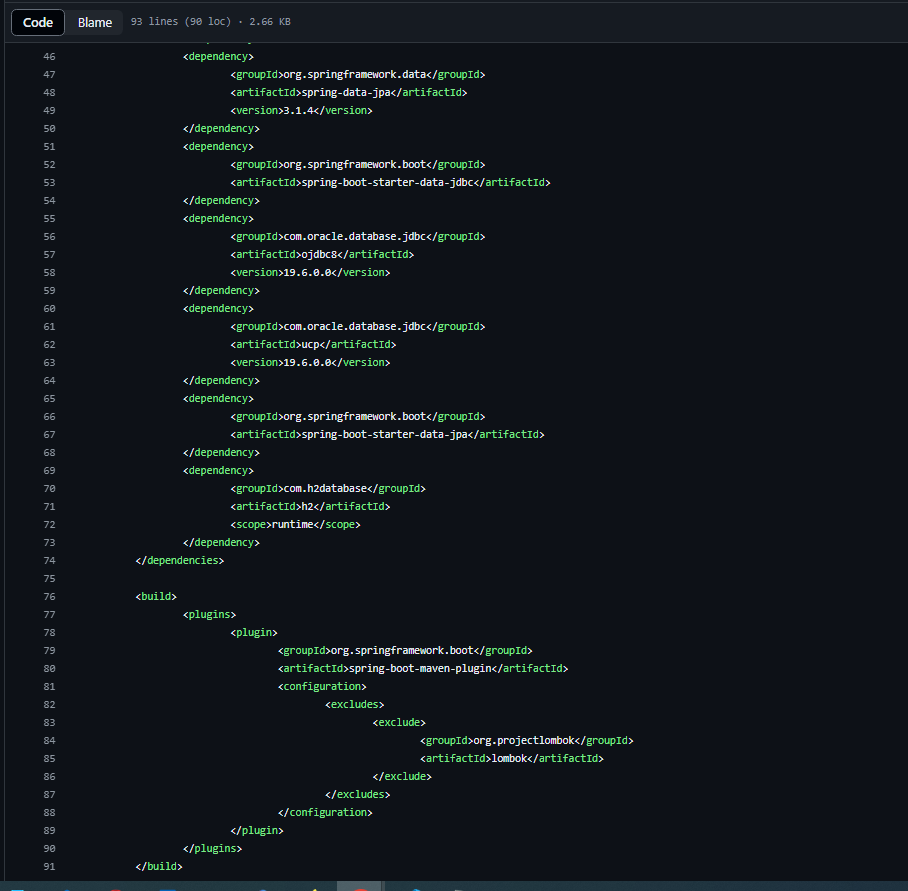 Code Blame 93 lines (90 loc) · 2.66 KB
46 <dependency>
47 <groupId>org.springframework.data</groupId>
48 <artifactId>spring-data-jpa</artifactId>
49 <version>3.1.4</version>
50 </dependency>
51 <dependency>
52 <groupId>org.springframework.boot</groupId>
53 <artifactId>spring-boot-starter-data-jdbc</artifactId>
54 </dependency>
55 <dependency>
56 <groupId>com.oracle.database.jdbc</groupId>
57 <artifactId>ojdbc8</artifactId>
58 <version>19.6.0.0</version>
59 </dependency>
60 <dependency>
61 <groupId>com.oracle.database.jdbc</groupId>
62 <artifactId>ucp</artifactId>
63 <version>19.6.0.0</version>
64 </dependency>
65 <dependency>
66 <groupId>org.springframework.boot</groupId>
67 <artifactId>spring-boot-starter-data-jpa</artifactId>
68 </dependency>
69 <dependency>
70 <groupId>com.h2database</groupId>
71 <artifactId>h2</artifactId>
72 <scope>runtime</scope>
73 </dependency>
74 </dependencies>
75
76 <build>
77 <plugins>
78 <plugin>
79 <groupId>org.springframework.boot</groupId>
80 <artifactId>spring-boot-maven-plugin</artifactId>
81 <configuration>
82 <excludes>
83 <exclude>
84 <groupId>org.projectlombok</groupId>
85 <artifactId>lombok</artifactId>
86 </exclude>
87 </excludes>
88 </configuration>
89 </plugin>
90 </plugins>
91 </build>